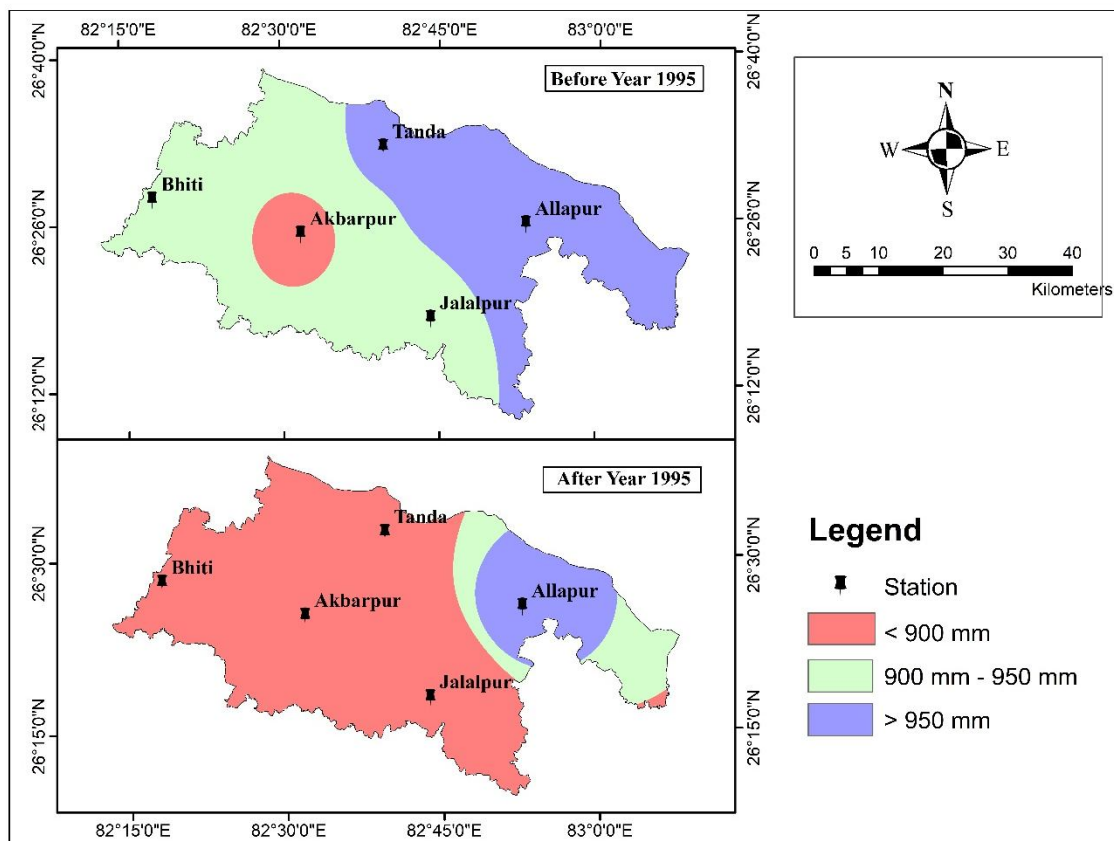 82°15'0"E 82°30'0"E 82°45'0"E 83°0'0"E
Before Year 1995
26°40'0"N
26°26'0"N
26°12'0"N
Tanda
Bhiti
Allapur
Akbarpur
Jalalpur
26°40'0"N
26°26'0"N
26°12'0"N
After Year 1995
26°30'0"N
26°15'0"N
Tanda
Bhiti
Allapur
Akbarpur
Jalalpur
26°30'0"N
26°15'0"N
82°15'0"E 82°30'0"E 82°45'0"E 83°0'0"E
N
W E
S
0 5 10 20 30 40
Kilometers
Legend
Station
< 900 mm
900 mm - 950 mm
> 950 mm